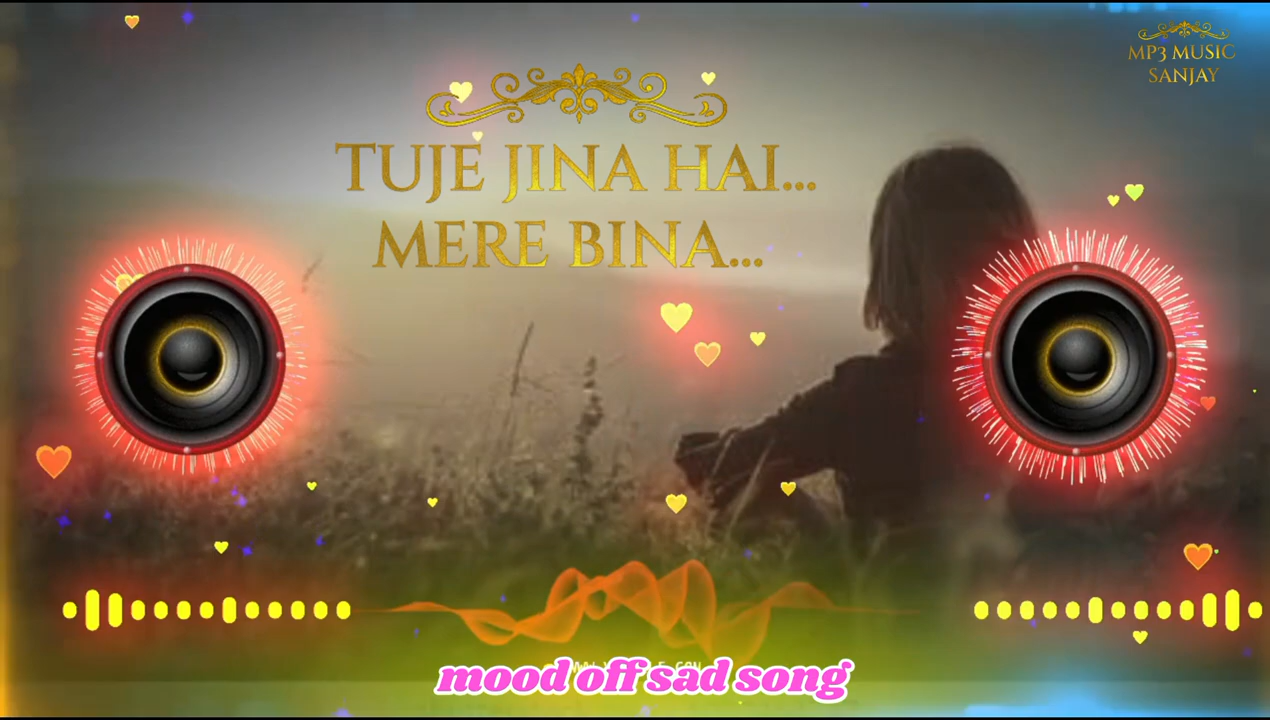 MP3 MUSIC
SANJAY
TUJE JINA HAI...
MERE BINA...
mood off sad song